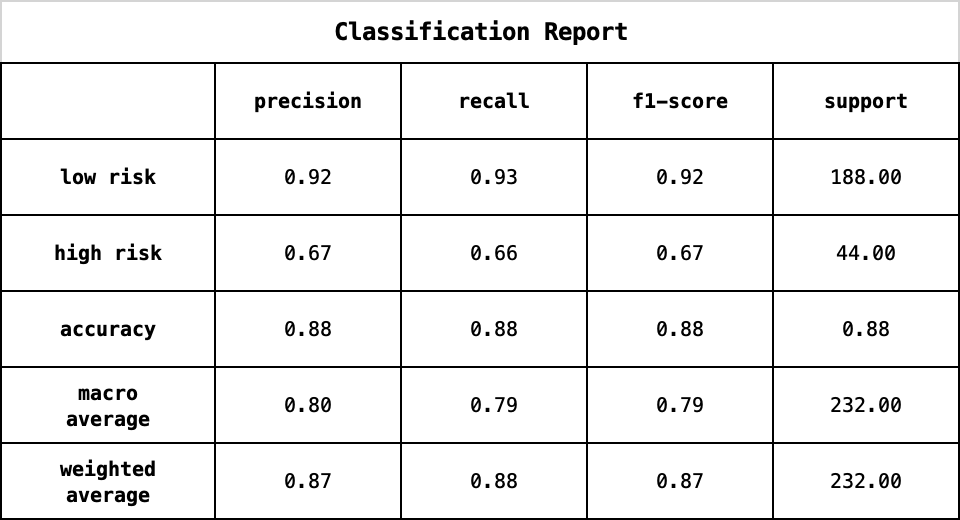 Classification Report
precision recall f1-score support
low risk 0.92 0.93 0.92 188.00
high risk 0.67 0.66 0.67 44.00
accuracy 0.88 0.88 0.88 0.88
macro
average 0.80 0.79 0.79 232.00
weighted
average 0.87 0.88 0.87 232.00